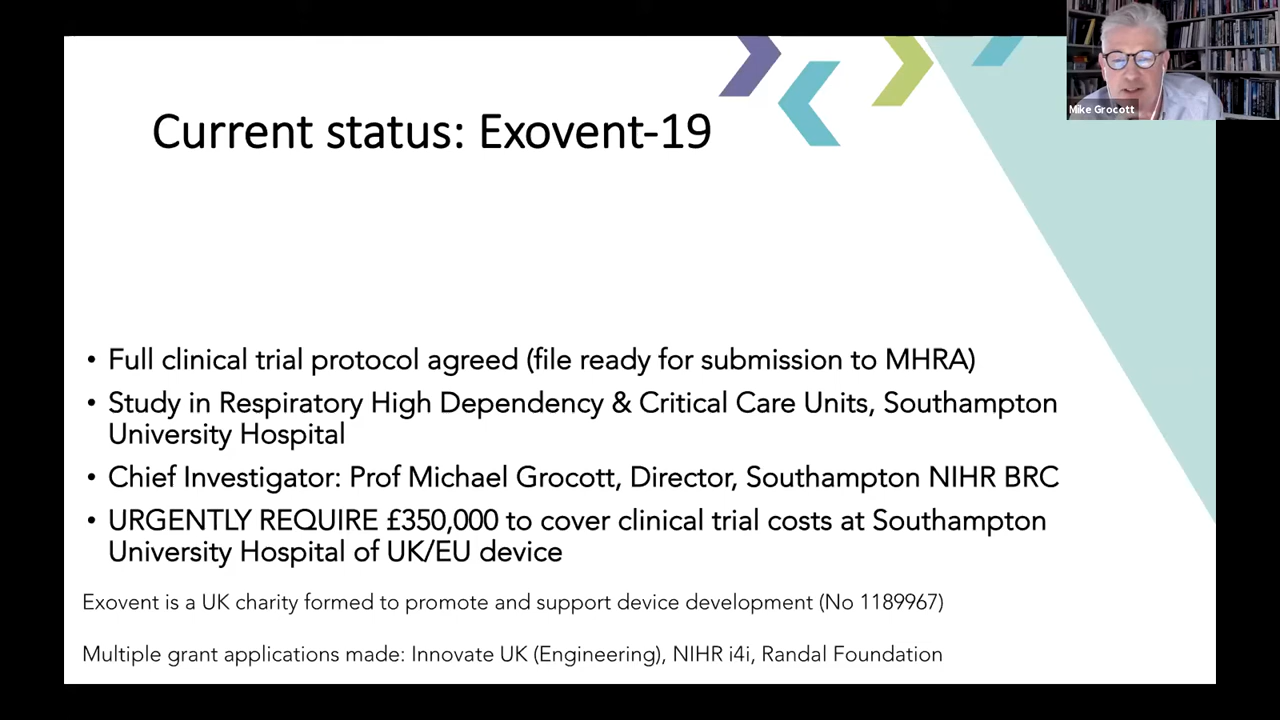 Mike Grocott
Current status: Exovent-19
• Full clinical trial protocol agreed (file ready for submission to MHRA)
• Study in Respiratory High Dependency & Critical Care Units, Southampton
University Hospital
• Chief Investigator: Prof Michael Grocott, Director, Southampton NIHR BRC
• URGENTLY REQUIRE £350,000 to cover clinical trial costs at Southampton
University Hospital of UK/EU device
Exovent is a UK charity formed to promote and support device development (No 1189967)
Multiple grant applications made: Innovate UK (Engineering), NIHR i4i, Randal Foundation